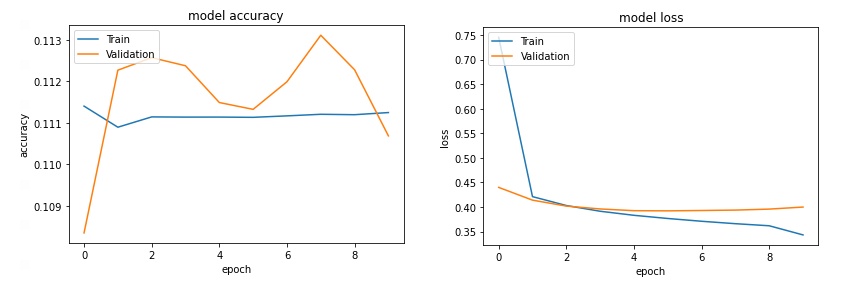 model accuracy
Train
Validation
0.113
0.112
0.111
0.110
0.109
accuracy
0 2 4 6 8
epoch
model loss
Train
Validation
0.75
0.70
0.65
0.60
0.55
0.50
0.45
0.40
0.35
loss
0 2 4 6 8
epoch